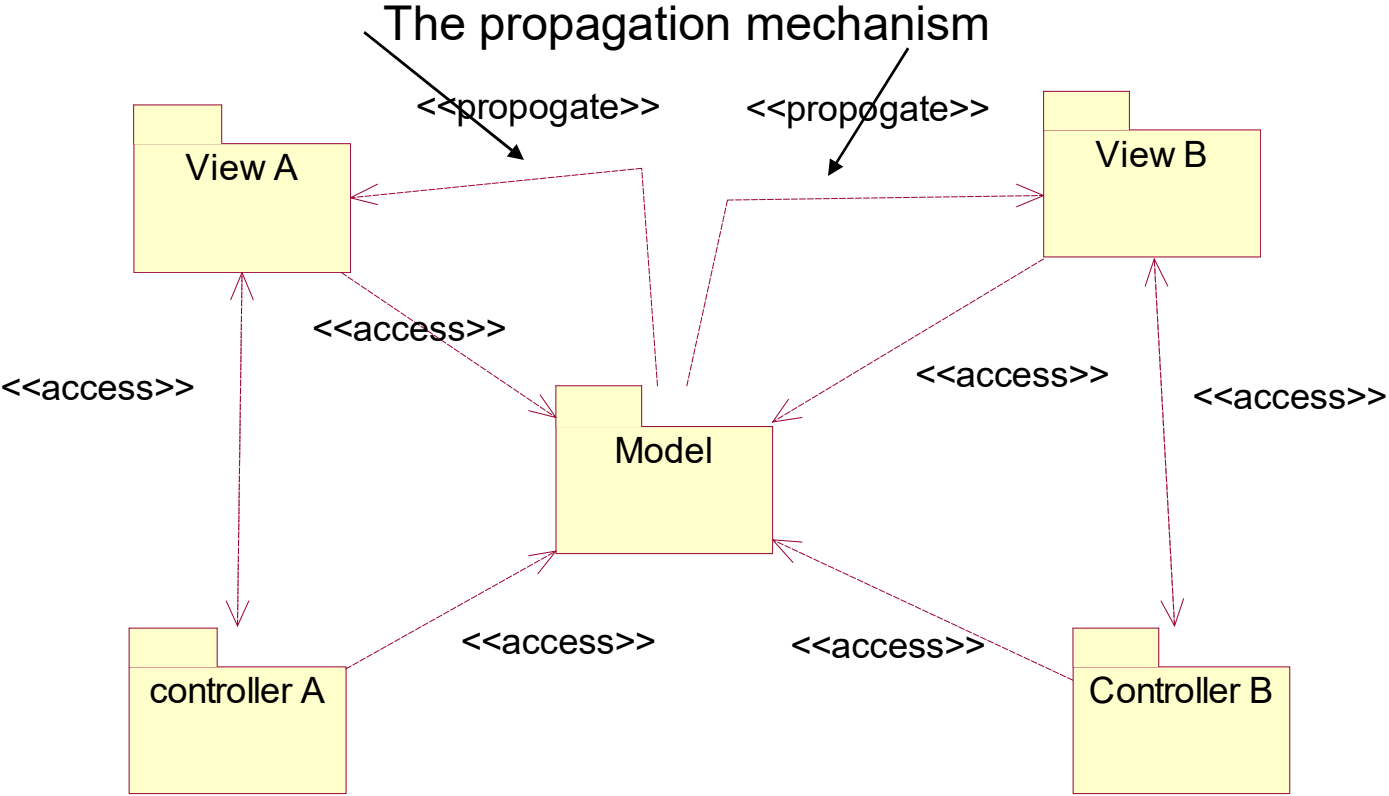 The propagation mechanism
<<propogate>>
<<propogate>>
View A
View B
<<access>>
<<access>>
<<access>>
<<access>>
Model
<<access>>
<<access>>
controller A
Controller B